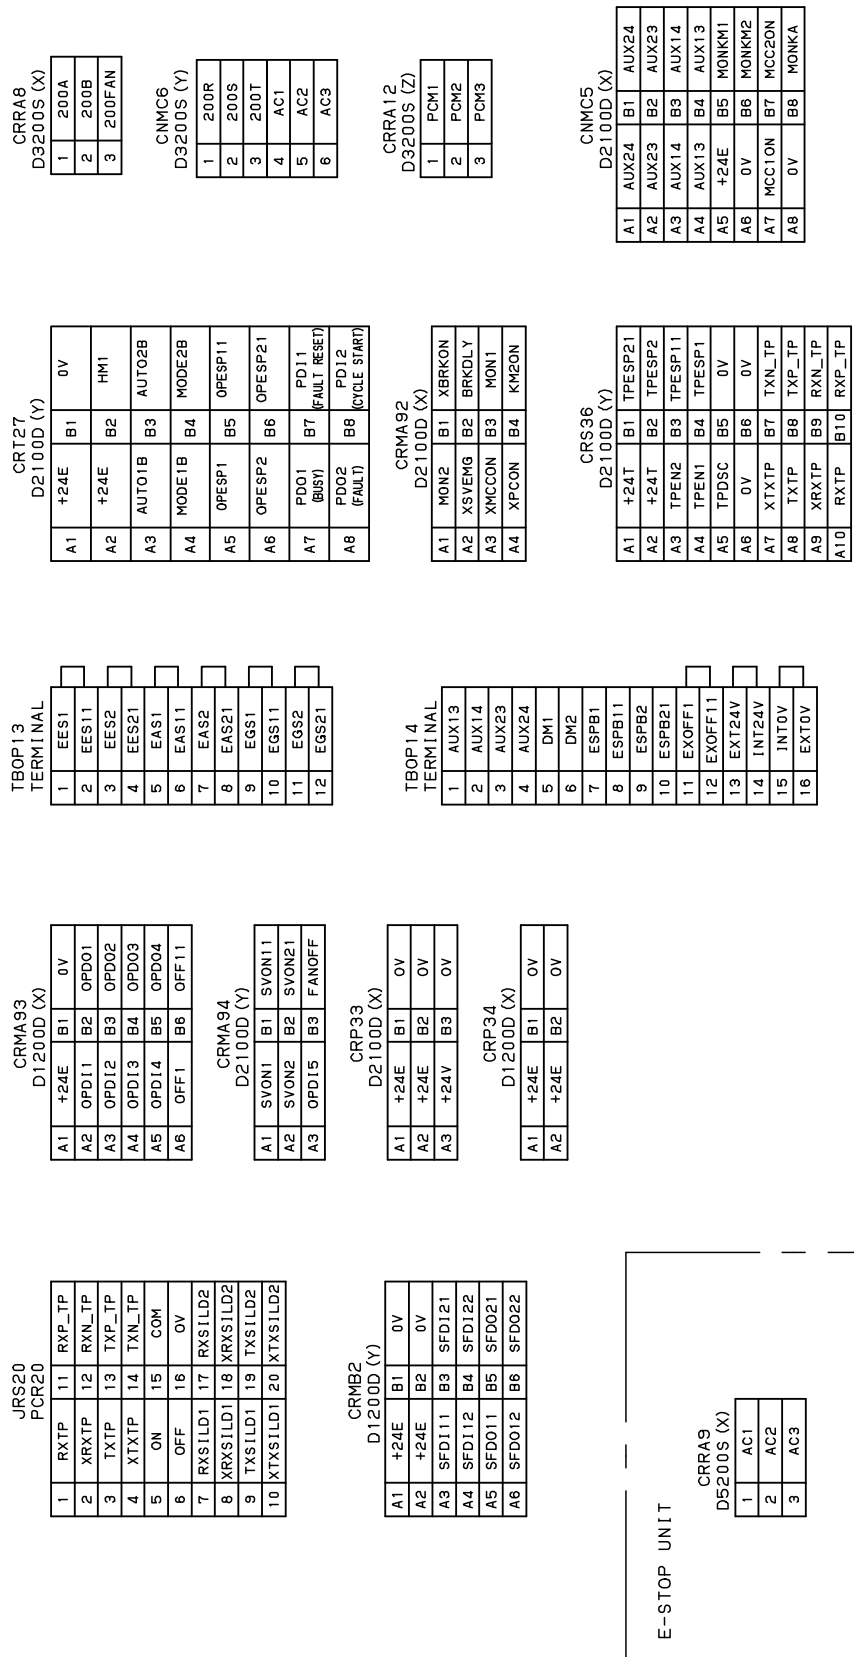 JRS20
PCR20
1 RXTP 11 RXP_TP
2 XRXTP 12 RXN_TP
3 TXTP 13 TXP_TP
4 XTXTP 14 TXN_TP
5 ON 15 COM
6 OFF 16 0V
7 RXSILD1 17 RXSILD2
8 XRXSILD1 18 XRXSILD2
9 TXSILD1 19 TXSILD2
10 XTXSILD1 20 XTXSILD2
CRMA93
D1200D (X)
A1 +24E B1 0V
A2 OPDI1 B2 OPDO1
A3 OPDI2 B3 OPDO2
A4 OPDI3 B4 OPDO3
A5 OPDI4 B5 OPDO4
A6 OFF1 B6 OFF11
TBOP13
TERMINAL
1 EES1
2 EES11
3 EES2
4 EES21
5 EAS1
6 EAS11
7 EAS2
8 EAS21
9 EGS1
10 EGS11
11 EGS2
12 EGS21
CRT27
D2100D (Y)
A1 +24E B1 0V
A2 +24E B2 HM1
A3 AUTO1B B3 AUTO2B
A4 MODE1B B4 MODE2B
A5 OPESP1 B5 OPESP11
A6 OPESP2 B6 OPESP21
A7 PDO1 B7 PDI1
(BUSY) (FAULT RESET)
A8 PDO2 B8 PDI2
(FAULT) (CYCLE START)
CRRA8
D3200S (X)
1 200A
2 200B
3 200FAN
CNMC6
D3200S (Y)
1 200R
2 200S
3 200T
4 AC1
5 AC2
6 AC3
CRMA94
D2100D (Y)
A1 SVON1 B1 SVON11
A2 SVON2 B2 SVON21
A3 OPDI5 B3 FANOFF
CRMB2
D1200D (Y)
A1 +24E B1 0V
A2 +24E B2 0V
A3 SFDI11 B3 SFDI21
A4 SFDI12 B4 SFDI22
A5 SFDO11 B5 SFDO21
A6 SFDO12 B6 SFDO22
CRP33
D2100D (X)
A1 +24E B1 0V
A2 +24E B2 0V
A3 +24V B3 0V
CRP34
D1200D (X)
A1 +24E B1 0V
A2 +24E B2 0V
TBOP14
TERMINAL
1 AUX13
2 AUX14
3 AUX23
4 AUX24
5 DM1
6 DM2
7 ESPB1
8 ESPB11
9 ESPB2
10 ESPB21
11 EXOFF1
12 EXOFF11
13 EXT24V
14 INT24V
15 INT0V
16 EXT0V
CRMA92
D2100D (X)
A1 MON2 B1 XBRKON
A2 XSVEMG B2 BRKDLY
A3 XMCCON B3 MON1
A4 XPCON B4 KM2ON
CRRA12
D3200S (Z)
1 PCM1
2 PCM2
3 PCM3
CRS36
D2100D (Y)
A1 +24T B1 TPESP21
A2 +24T B2 TPESP2
A3 TPEN2 B3 TPESP11
A4 TPEN1 B4 TPESP1
A5 TPDSC B5 0V
A6 0V B6 0V
A7 XTXTP B7 TXN_TP
A8 TXTP B8 TXP_TP
A9 XRXTP B9 RXN_TP
A10 RXTP B10 RXP_TP
CNMC5
D2100D (X)
A1 AUX24 B1 AUX24
A2 AUX23 B2 AUX23
A3 AUX14 B3 AUX14
A4 AUX13 B4 AUX13
A5 +24E B5 MONKM1
A6 0V B6 MONKM2
A7 MCC1ON B7 MCC2ON
A8 0V B8 MONKA
E-STOP UNIT
CRRA9
D5200S (X)
1 AC1
2 AC2
3 AC3